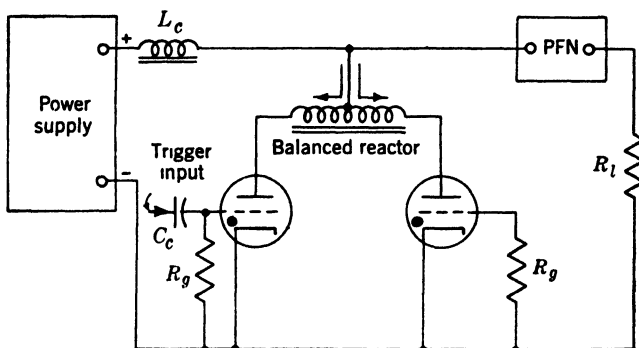 L_c
+
PFN
Power
supply
Balanced reactor
Trigger
input
-
R_l
C_c
R_g
R_g